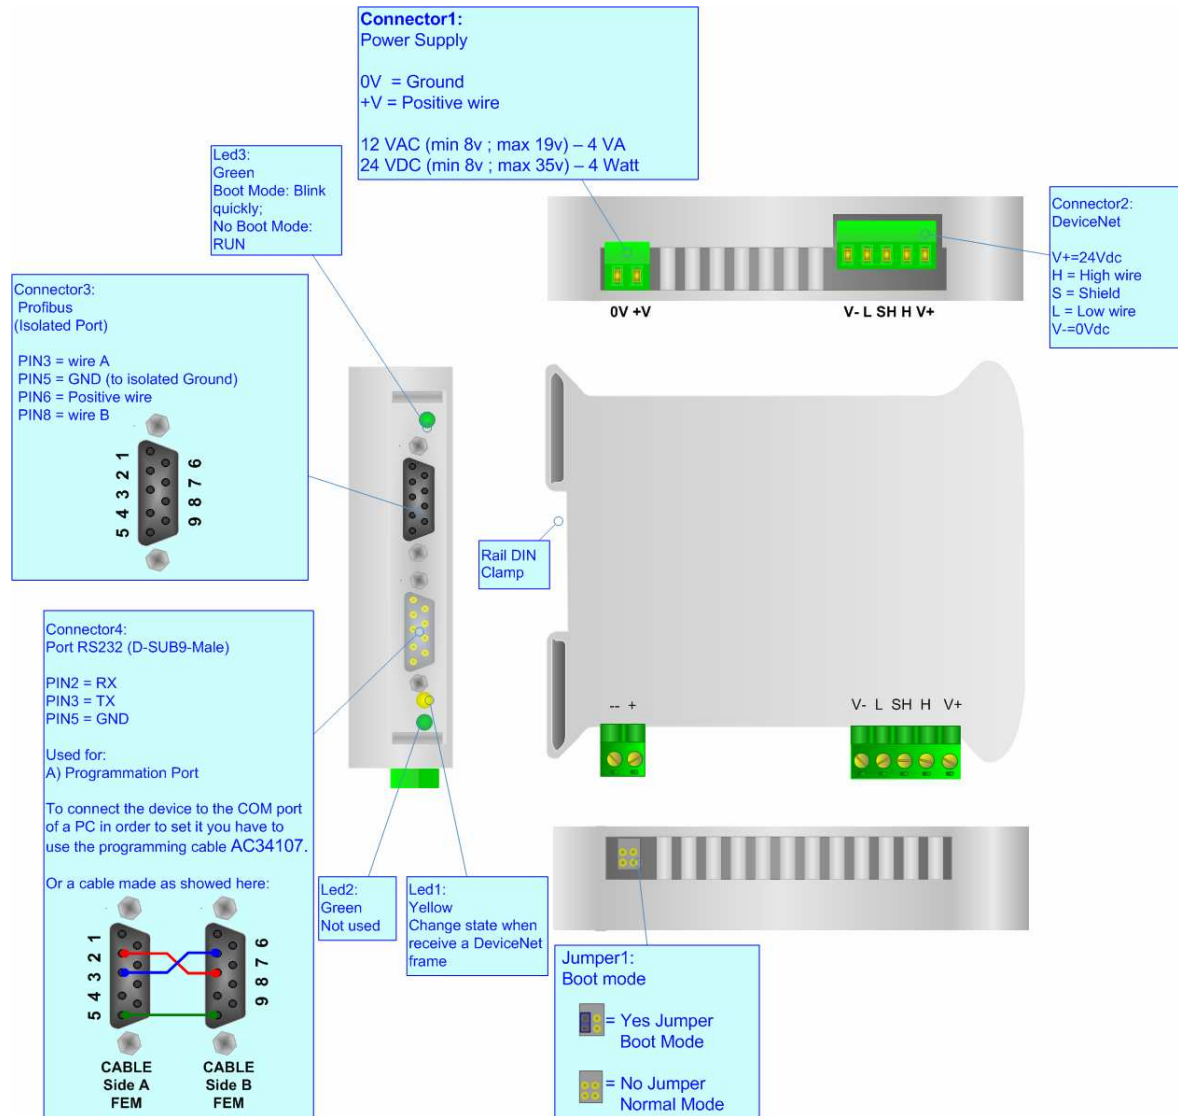 Connector1:
Power Supply
0V = Ground
+V = Positive wire
12 VAC (min 8v ; max 19v) – 4 VA
24 VDC (min 8v ; max 35v) – 4 Watt
Led3:
Green
Boot Mode: Blink
quickly;
No Boot Mode:
RUN
Connector2:
DeviceNet
V+=24Vdc
H = High wire
S = Shield
L = Low wire
V-=0Vdc
0V +V
V- L SH H V+
Connector3:
Profibus
(Isolated Port)
PIN3 = wire A
PIN5 = GND (to isolated Ground)
PIN6 = Positive wire
PIN8 = wire B
5 4 3 2 1
9 8 7 6
Rail DIN
Clamp
Connector4:
Port RS232 (D-SUB9-Male)
PIN2 = RX
PIN3 = TX
PIN5 = GND
Used for:
A) Programmation Port
To connect the device to the COM port
of a PC in order to set it you have to
use the programming cable AC34107.
Or a cable made as showed here:
5 4 3 2 1
9 8 7 6
CABLE
Side A
FEM
CABLE
Side B
FEM
-- +
V- L SH H V+
Led2:
Green
Not used
Led1:
Yellow
Change state when
receive a DeviceNet
frame
Jumper1:
Boot mode
= Yes Jumper
Boot Mode
= No Jumper
Normal Mode